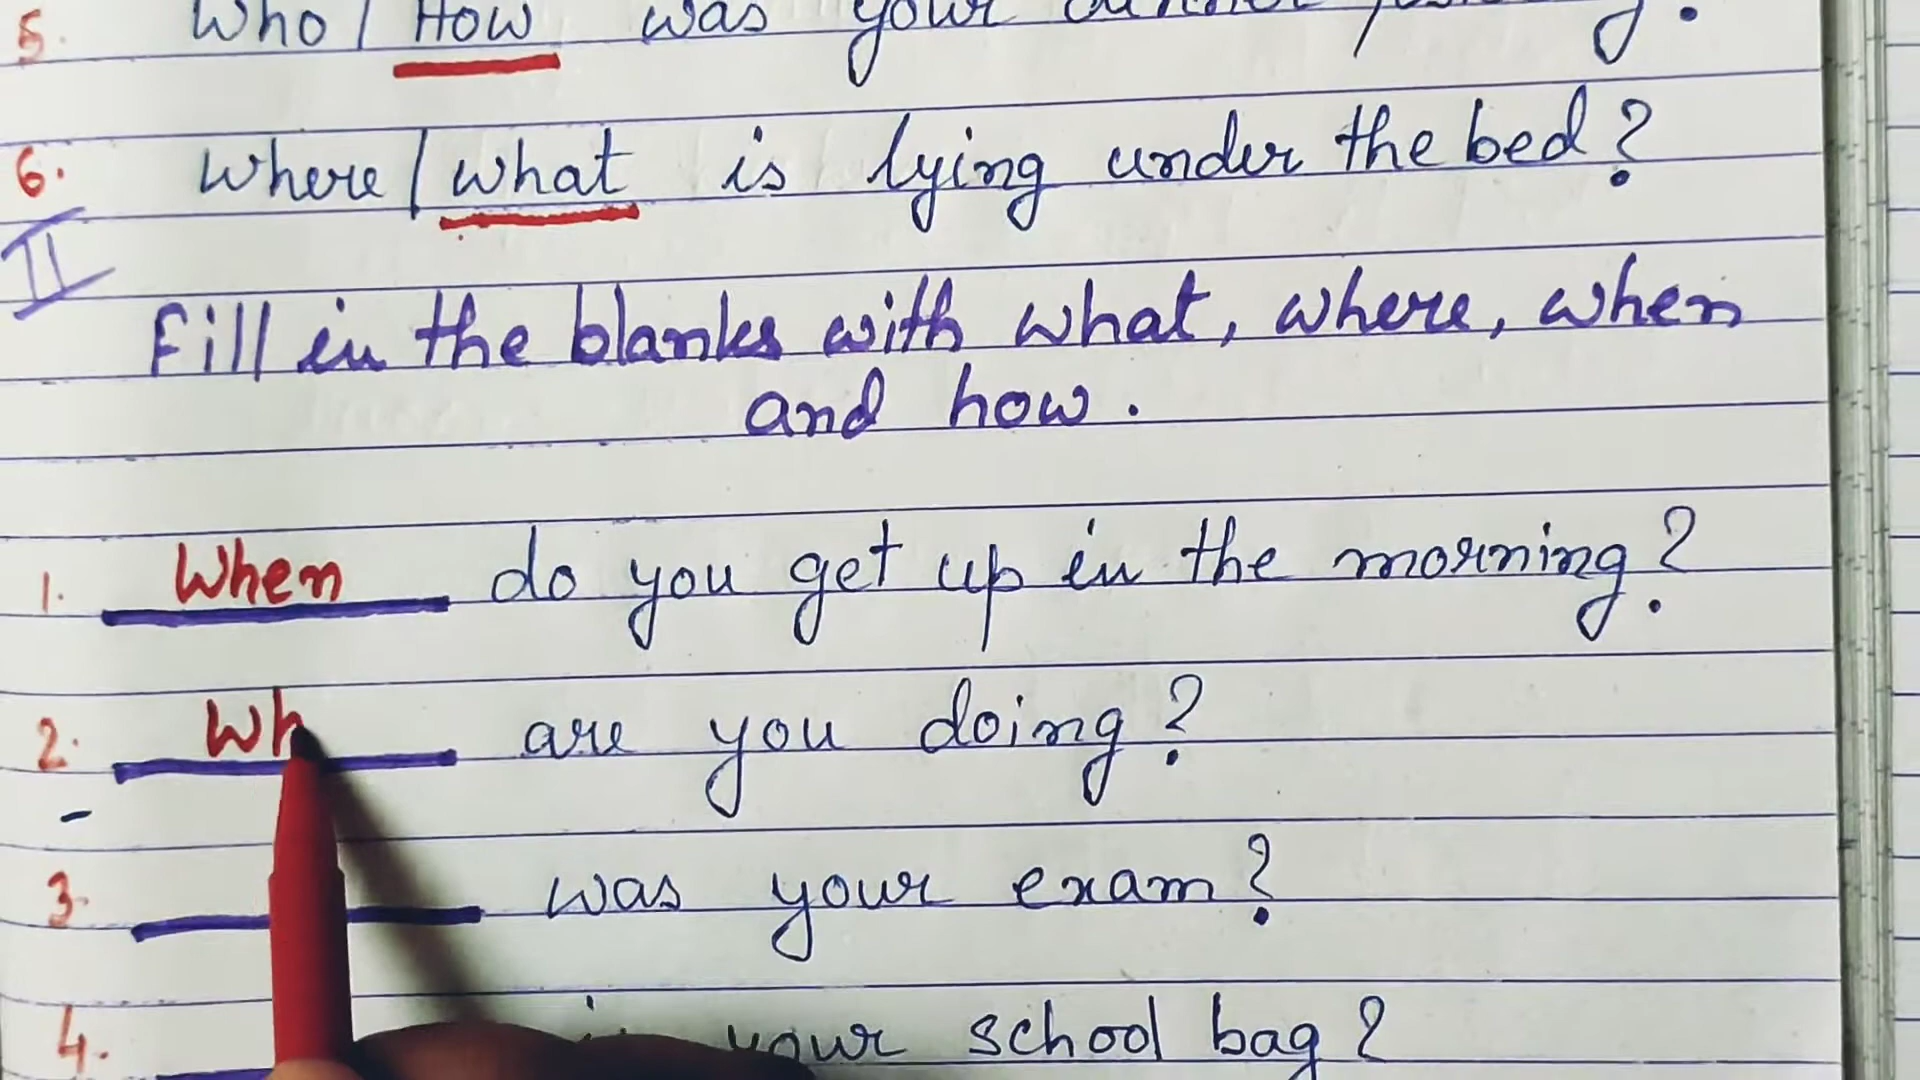 5. Who / How was your
6. Where / what is lying under the bed?
II
Fill in the blanks with what, where, when
and how.
1. When do you get up in the morning?
2. Wh are you doing?
3. was your exam?
4. your school bag?